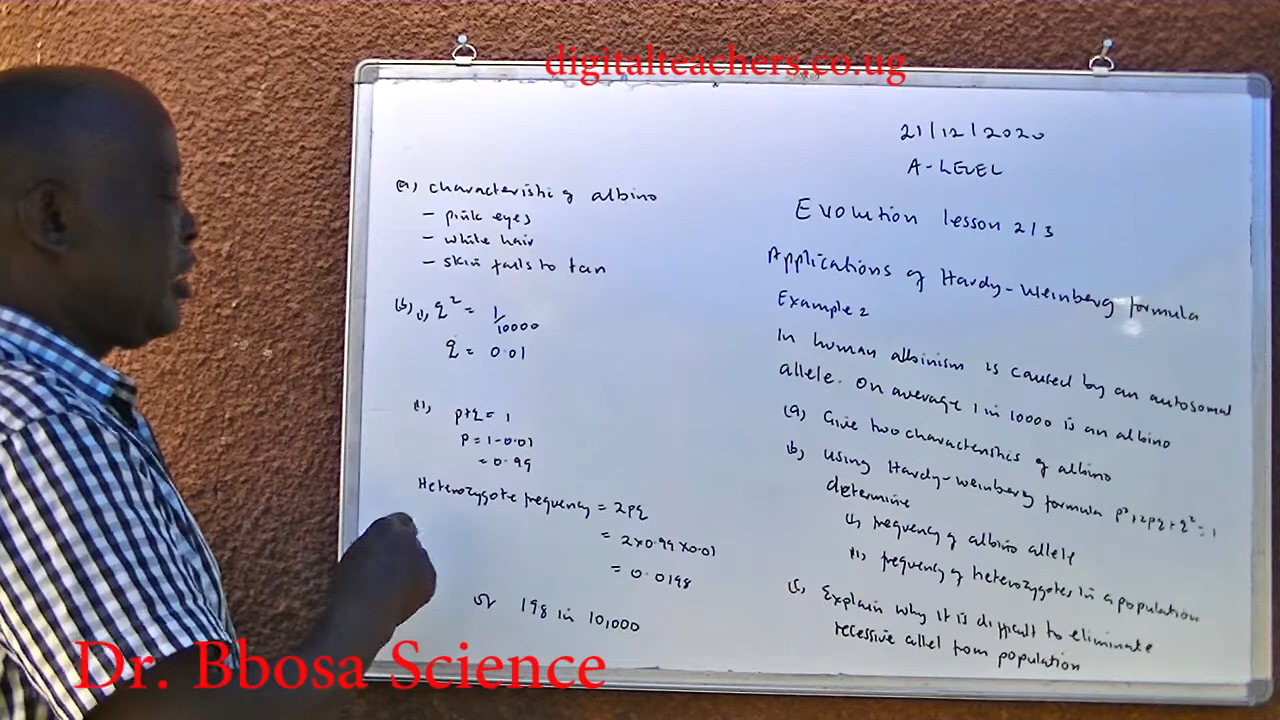 digitalteachers.co.ug
21/12/2020
A-LEVEL
Evolution lesson 2/3
Applications of Hardy-Weinberg formula
Example 2
In human albinism is caused by an autosomal
allele. On average 1 in 10000 is an albino
(a) Give two characteristics of albino
(b) Using Hardy-Weinberg formula p²+2pq+q²=1
determine
(i) frequency of albino allele
(ii) frequency of heterozygotes in a population
(c) Explain why it is difficult to eliminate
recessive allel from population
(a) characteristic of albino
- pink eyes
- white hair
- skin fails to tan
(b) (i) q² = 1/10000
q = 0.01
(ii) p+q = 1
p = 1-0.01
= 0.99
Heterozygote frequency = 2pq
= 2x0.99x0.01
= 0.0198
or 198 in 10,000
Dr. Bbosa Science